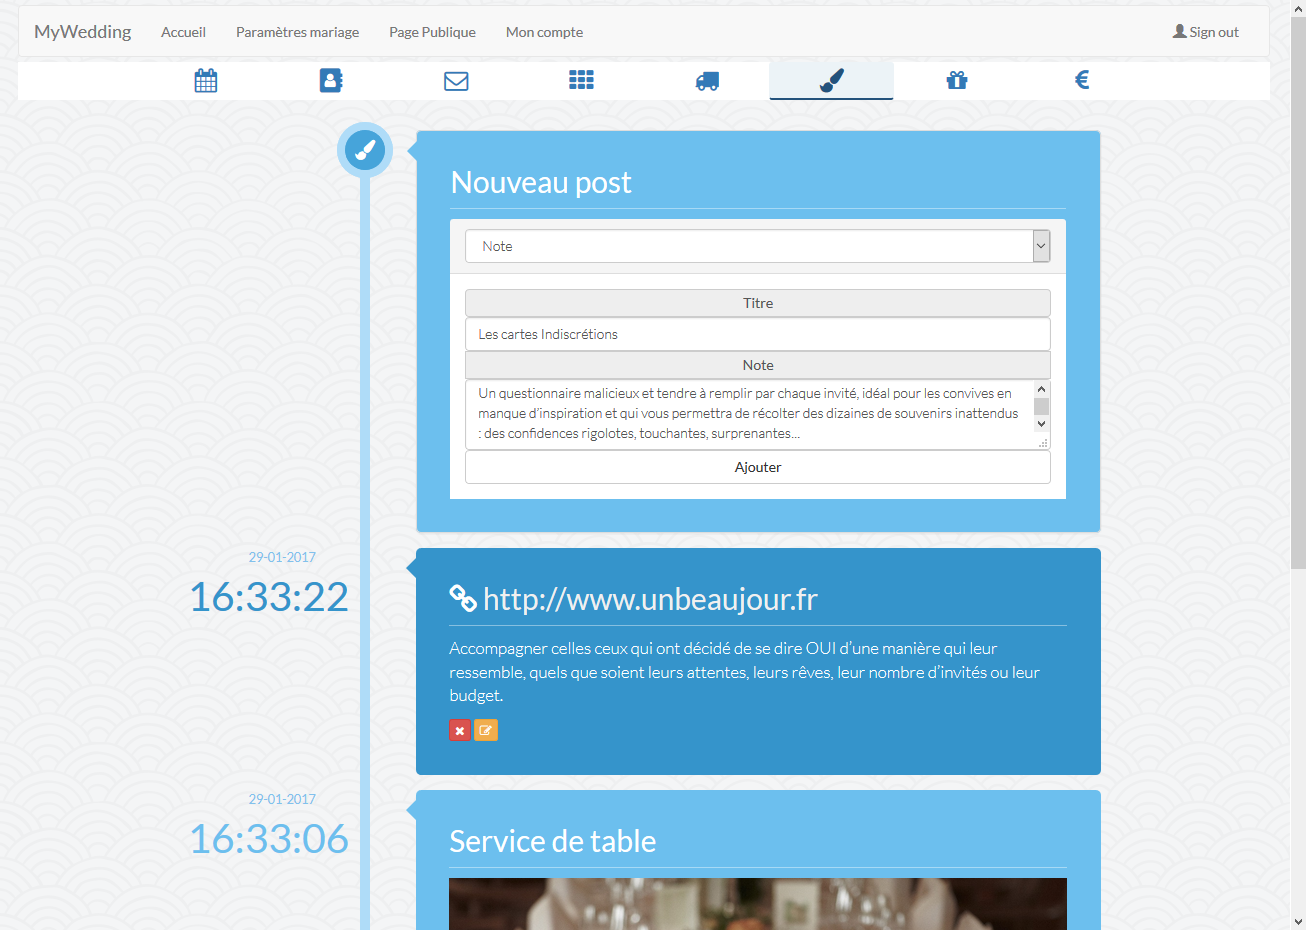 MyWedding Accueil Paramètres mariage Page Publique Mon compte Sign out
€
Nouveau post
Note
Titre
Les cartes Indiscrétions
Note
Un questionnaire malicieux et tendre à remplir par chaque invité, idéal pour les convives en
manque d’inspiration et qui vous permettra de récolter des dizaines de souvenirs inattendus
: des confidences rigolotes, touchantes, surprenantes...
Ajouter
29-01-2017
16:33:22
http://www.unbeaujour.fr
Accompagner celles ceux qui ont décidé de se dire OUI d’une manière qui leur
ressemble, quels que soient leurs attentes, leurs rêves, leur nombre d’invités ou leur
budget.
29-01-2017
16:33:06
Service de table